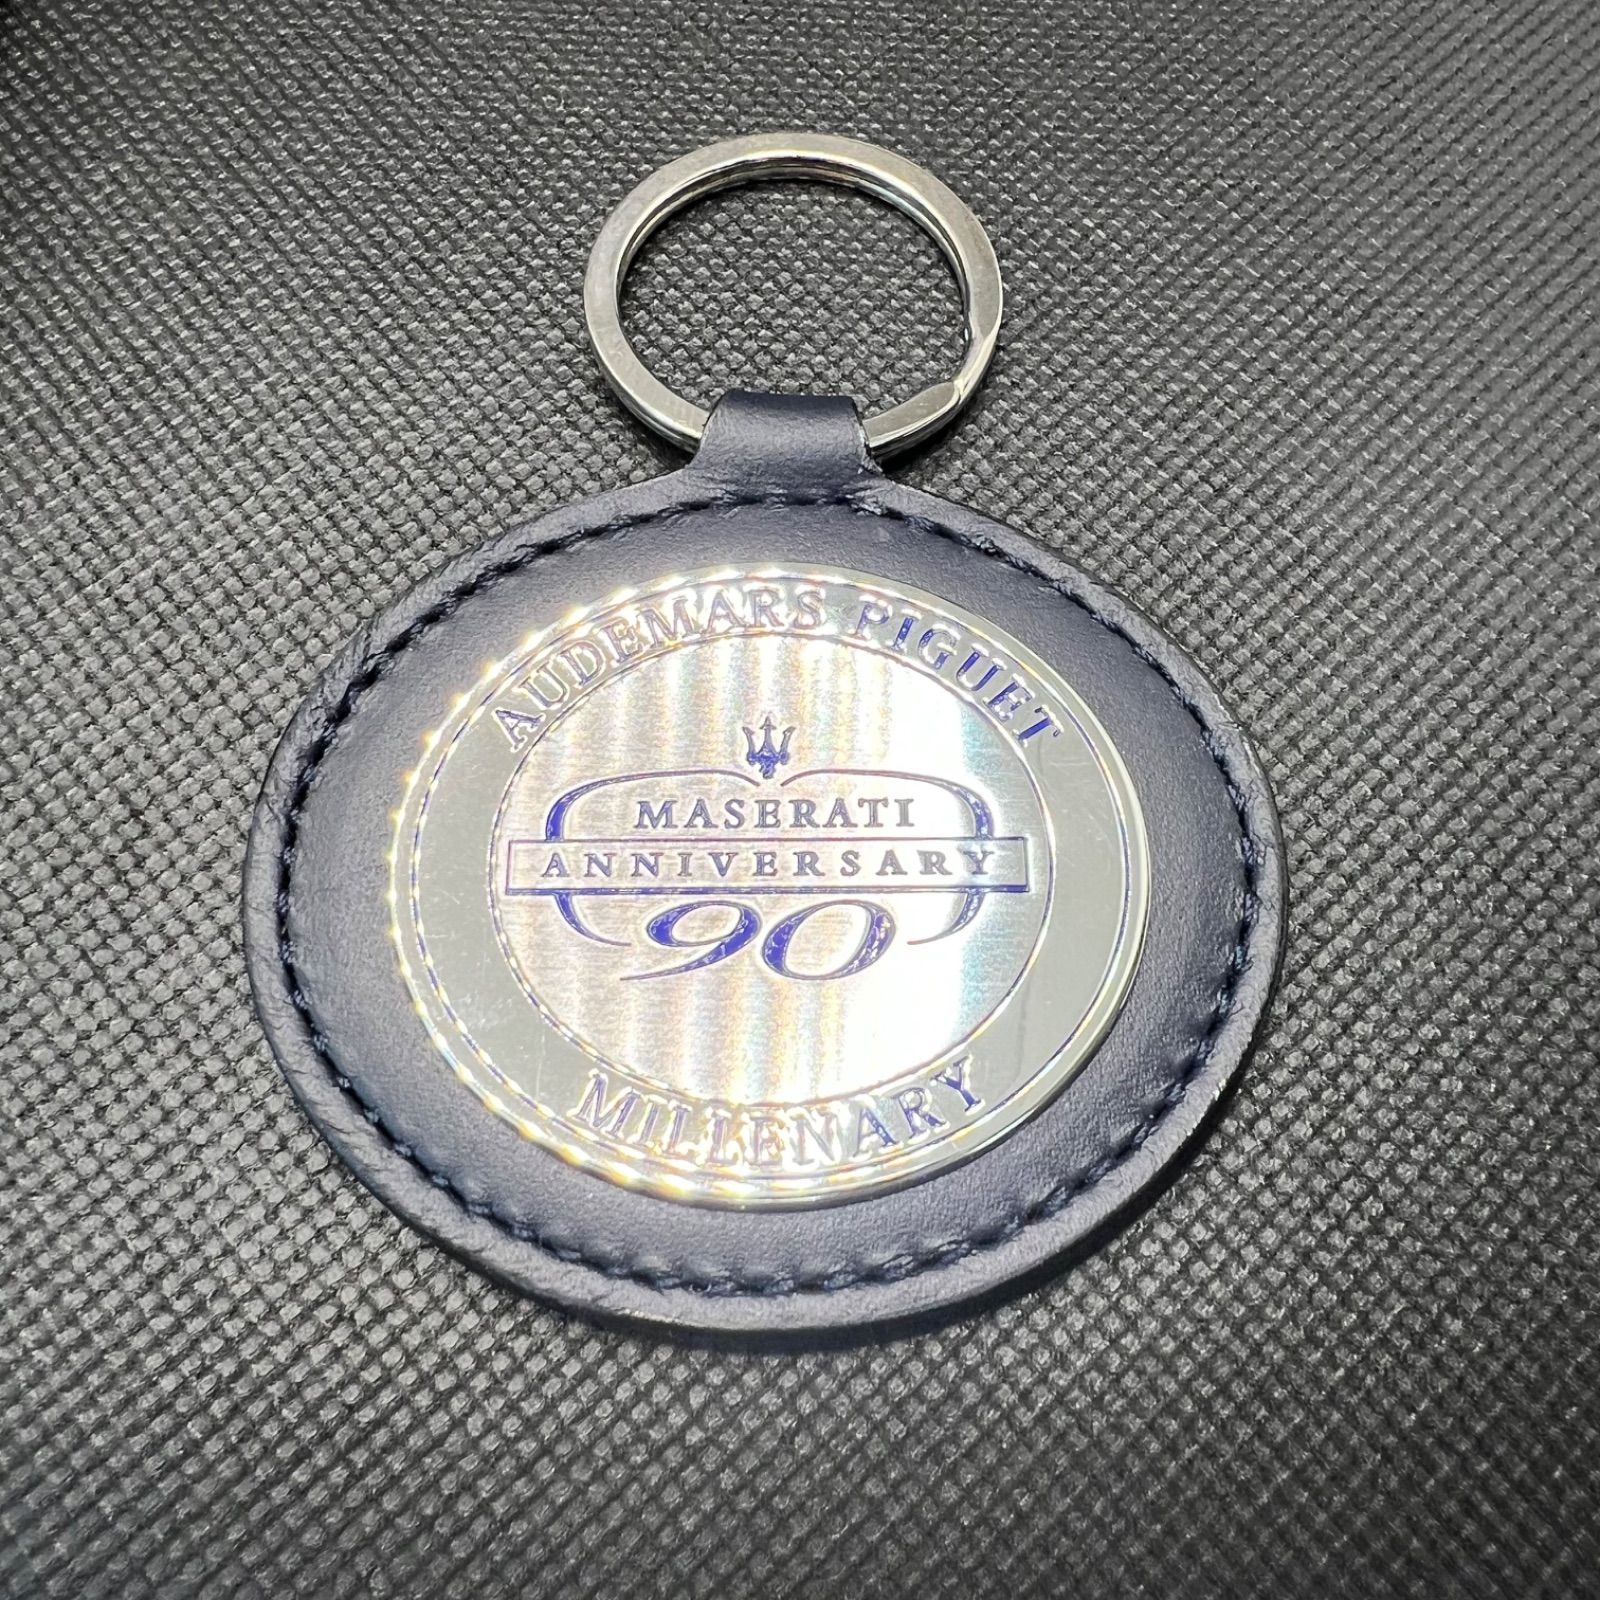 AUDEMARS PIGUET
MASERATI
ANNIVERSARY
90
MILLENARY